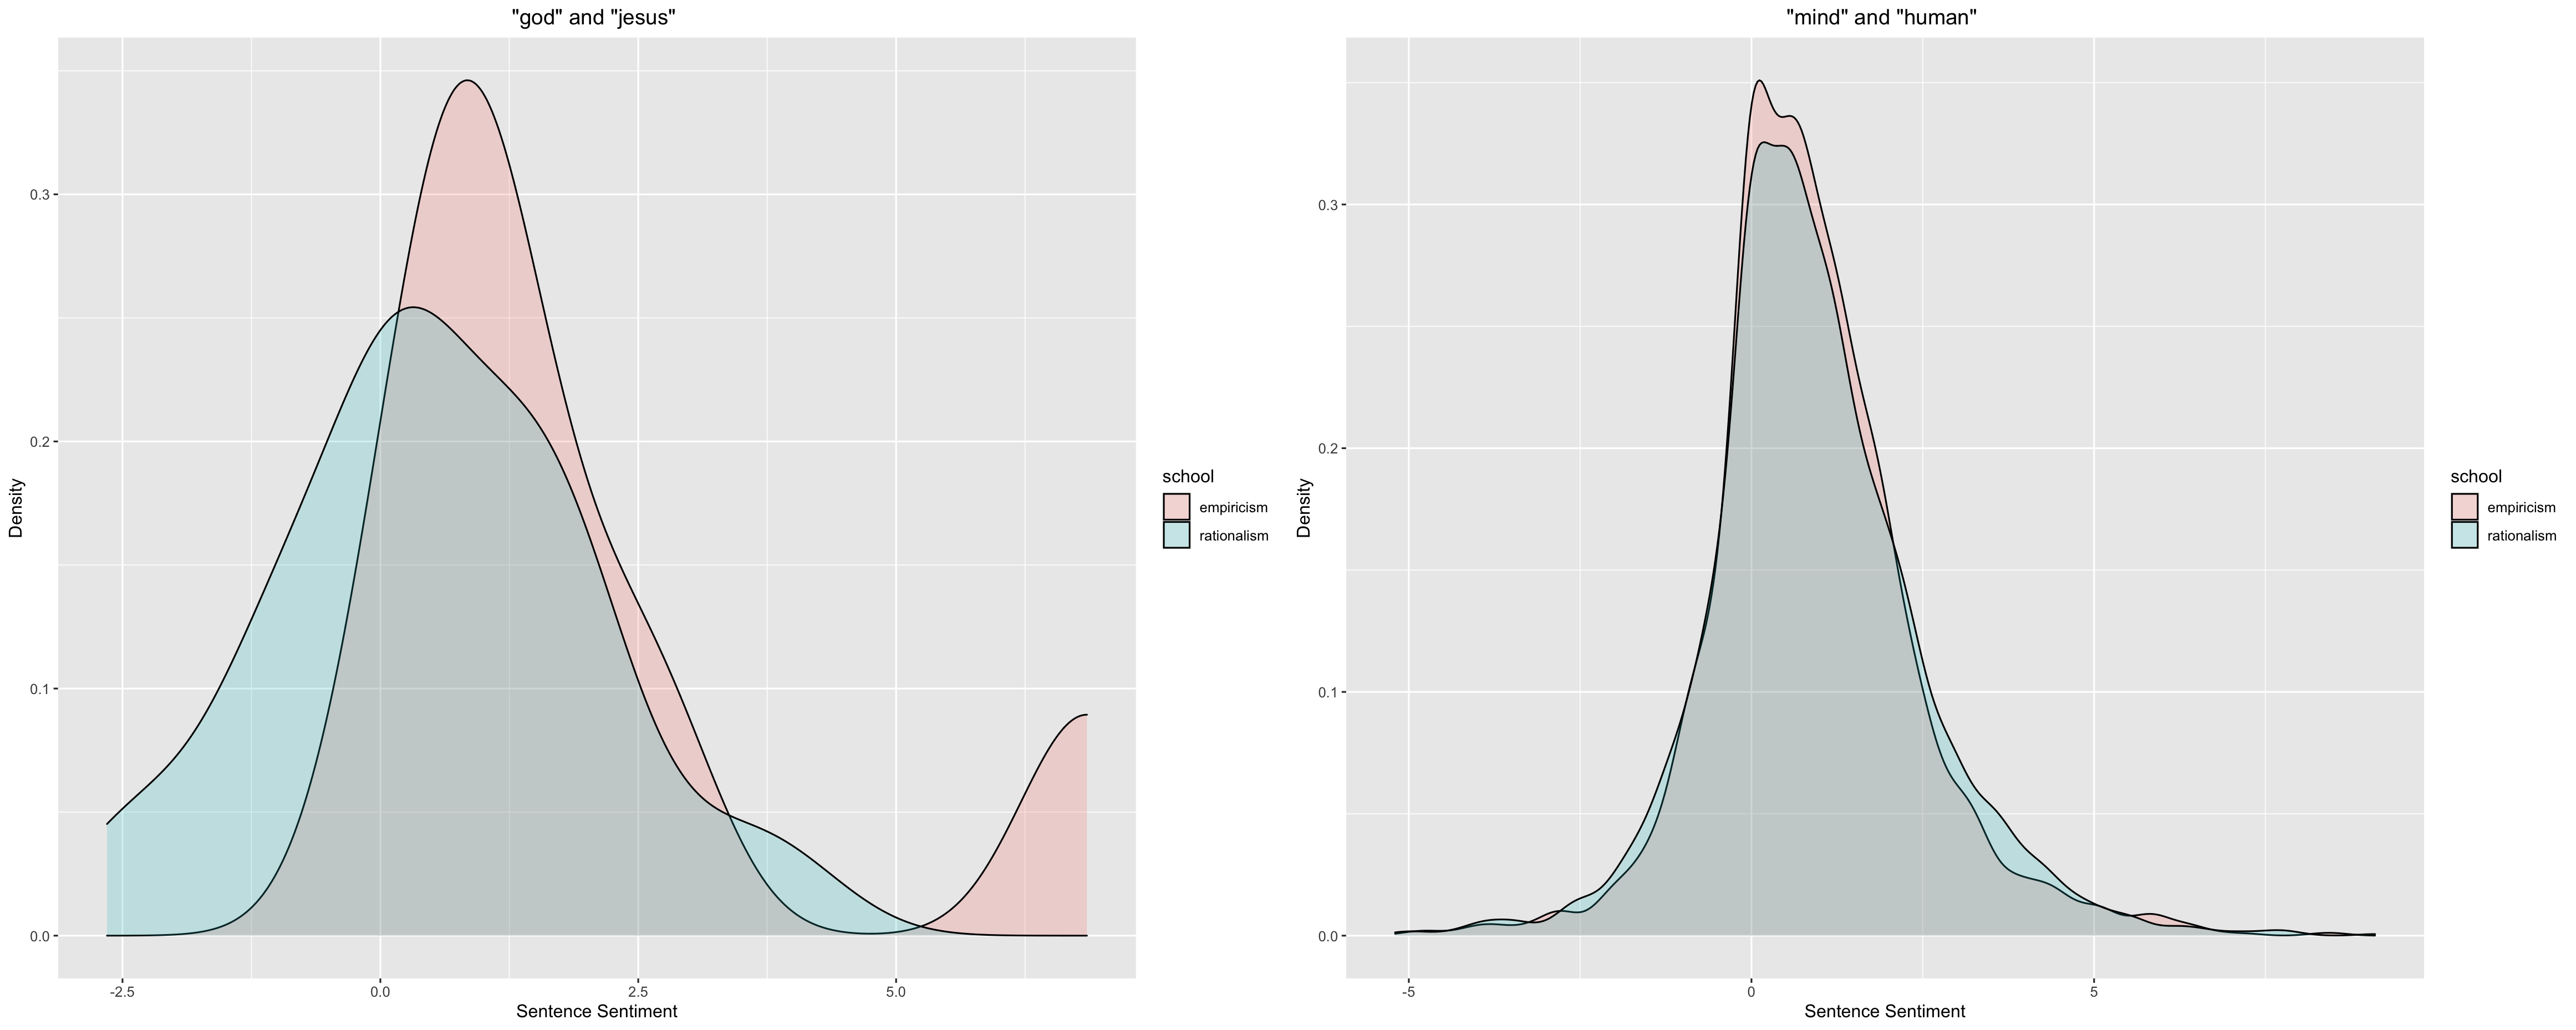 "god" and "jesus"
0.3
0.2
0.1
0.0
Density
-2.5
0.0
2.5
5.0
Sentence Sentiment
school
empiricism
rationalism
"mind" and "human"
0.3
0.2
0.1
0.0
Density
-5
0
5
Sentence Sentiment
school
empiricism
rationalism